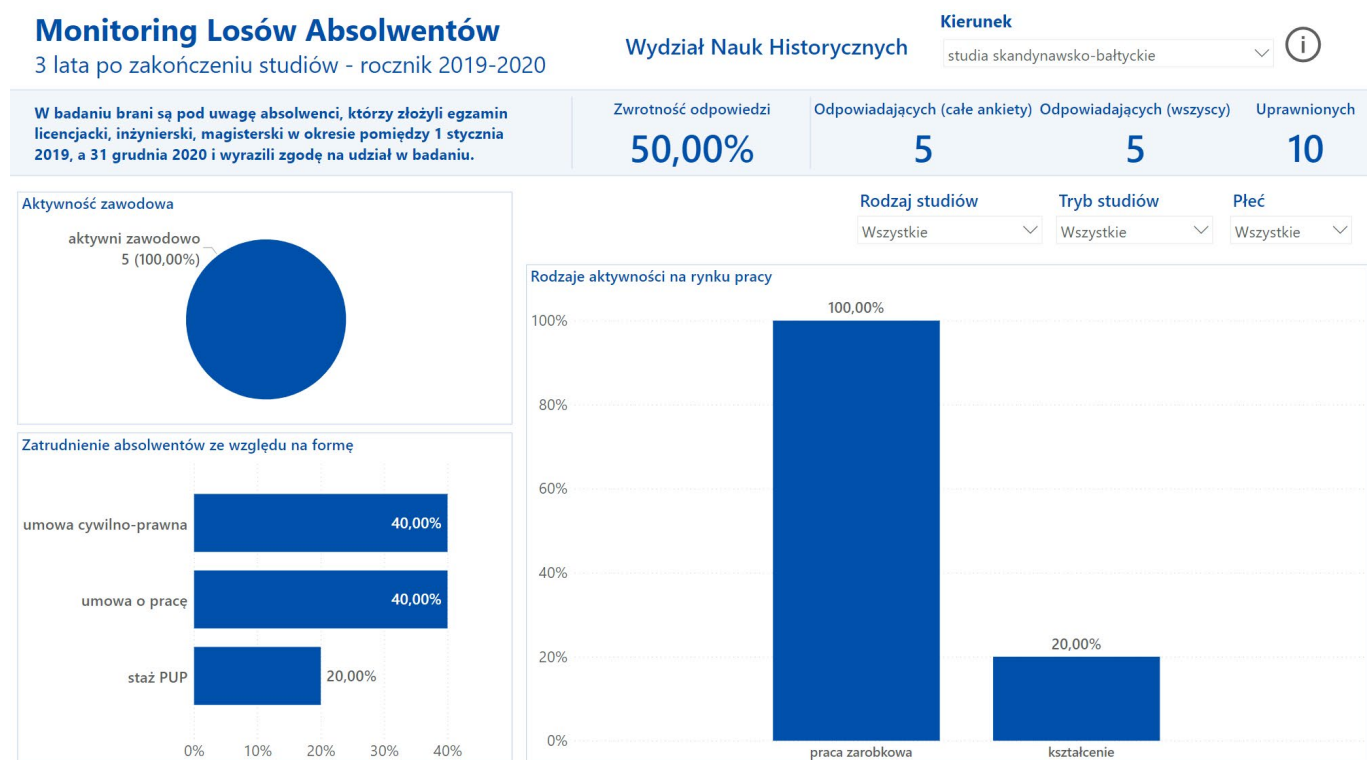 Monitoring Losów Absolwentów
3 lata po zakończeniu studiów - rocznik 2019-2020
Wydział Nauk Historycznych
Kierunek
studia skandynawsko-bałtyckie
i
W badaniu brani są pod uwagę absolwenci, którzy złożyli egzamin
licencjacki, inżynierski, magisterski w okresie pomiędzy 1 stycznia
2019, a 31 grudnia 2020 i wyrazili zgodę na udział w badaniu.
Zwrotność odpowiedzi
50,00%
Odpowiadających (całe ankiety)
5
Odpowiadających (wszyscy)
5
Uprawnionych
10
Aktywność zawodowa
aktywni zawodowo
5 (100,00%)
Rodzaj studiów
Wszystkie
Tryb studiów
Wszystkie
Płeć
Wszystkie
Zatrudnienie absolwentów ze względu na formę
umowa cywilno-prawna
40,00%
umowa o pracę
40,00%
staż PUP
20,00%
0% 10% 20% 30% 40%
Rodzaje aktywności na rynku pracy
100%
80%
60%
40%
20%
0%
100,00%
20,00%
praca zarobkowa
kształcenie